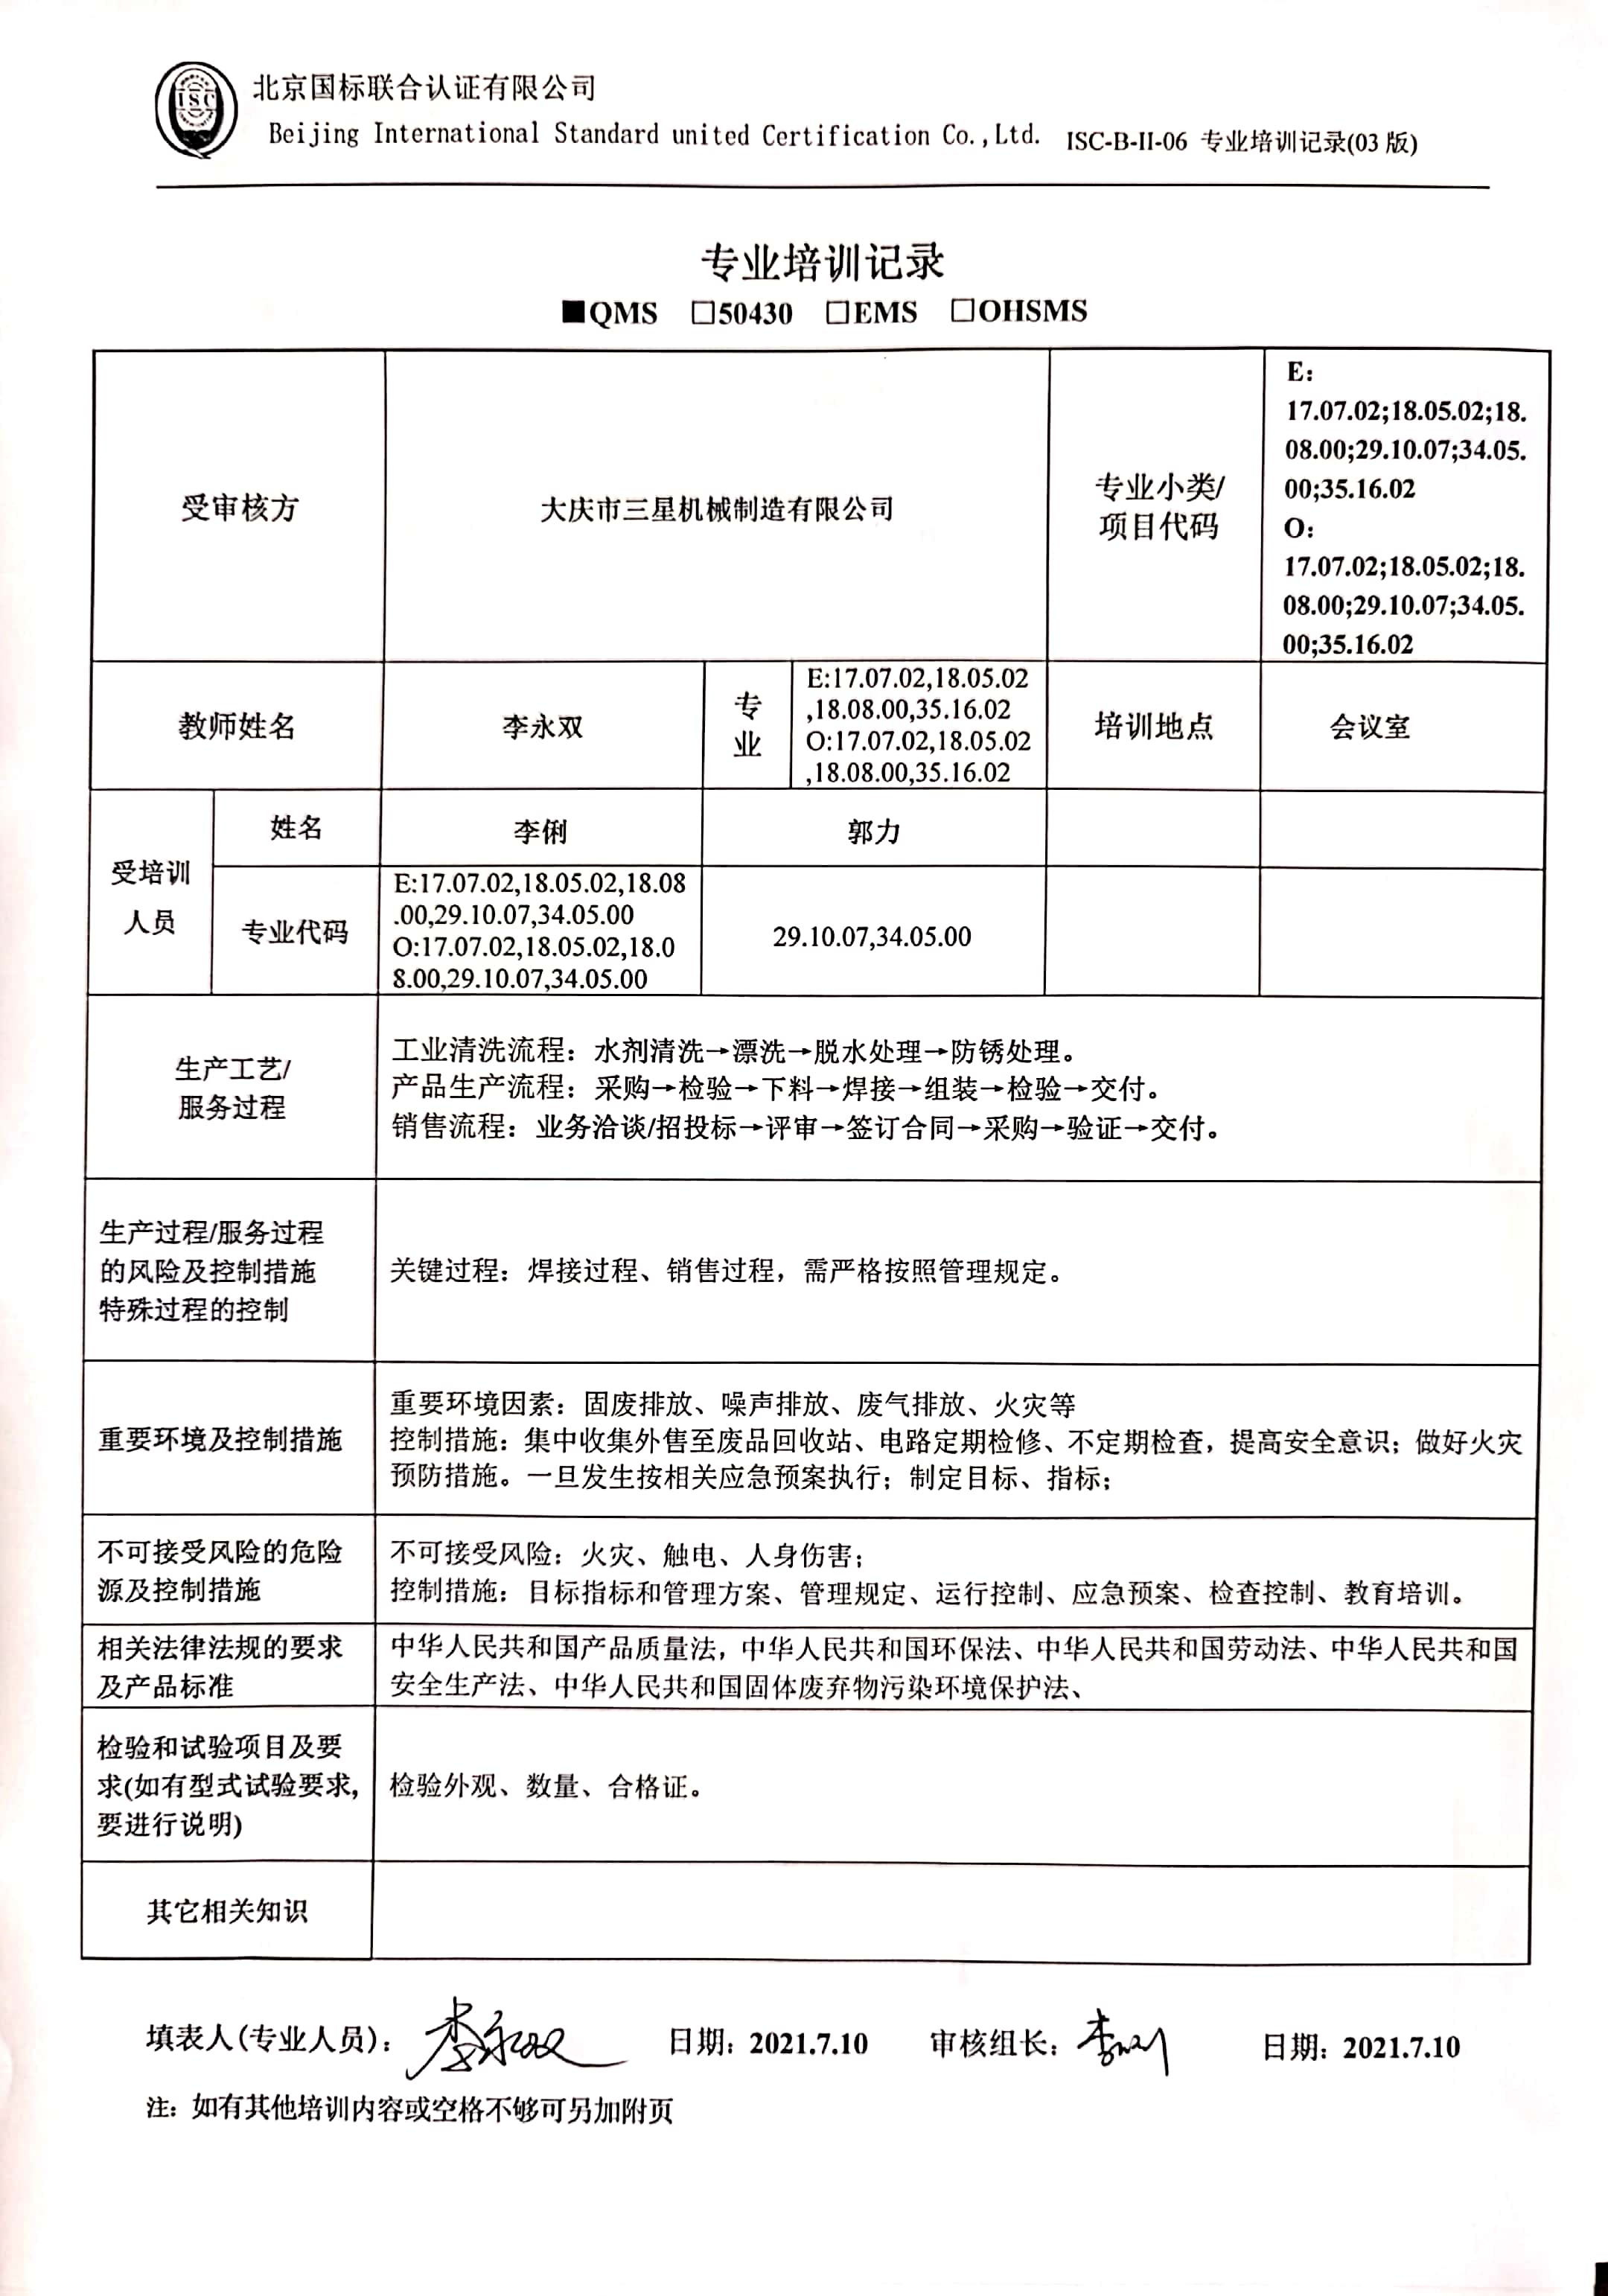 ISC
北京国标联合认证有限公司
Beijing International Standard united Certification Co.,Ltd. ISC-B-II-06 专业培训记录(03 版)
专业培训记录
■QMS □50430 □EMS □OHSMS
受审核方
大庆市三星机械制造有限公司
专业小类/
项目代码
E:
17.07.02;18.05.02;18.
08.00;29.10.07;34.05.
00;35.16.02
O:
17.07.02;18.05.02;18.
08.00;29.10.07;34.05.
00;35.16.02
教师姓名
李永双
专
业
E:17.07.02,18.05.02
,18.08.00,35.16.02
O:17.07.02,18.05.02
,18.08.00,35.16.02
培训地点
会议室
受培训
人员
姓名
李俐
郭力
专业代码
E:17.07.02,18.05.02,18.08
.00,29.10.07,34.05.00
O:17.07.02,18.05.02,18.0
8.00,29.10.07,34.05.00
29.10.07,34.05.00
生产工艺/
服务过程
工业清洗流程：水剂清洗→漂洗→脱水处理→防锈处理。
产品生产流程：采购→检验→下料→焊接→组装→检验→交付。
销售流程：业务洽谈/招投标→评审→签订合同→采购→验证→交付。
生产过程/服务过程
的风险及控制措施
特殊过程的控制
关键过程：焊接过程、销售过程，需严格按照管理规定。
重要环境及控制措施
重要环境因素：固废排放、噪声排放、废气排放、火灾等
控制措施：集中收集外售至废品回收站、电路定期检修、不定期检查，提高安全意识；做好火灾
预防措施。一旦发生按相关应急预案执行；制定目标、指标；
不可接受风险的危险
源及控制措施
不可接受风险：火灾、触电、人身伤害；
控制措施：目标指标和管理方案、管理规定、运行控制、应急预案、检查控制、教育培训。
相关法律法规的要求
及产品标准
中华人民共和国产品质量法，中华人民共和国环保法、中华人民共和国劳动法、中华人民共和国
安全生产法、中华人民共和国固体废弃物污染环境保护法、
检验和试验项目及要
求(如有型式试验要求，
要进行说明)
检验外观、数量、合格证。
其它相关知识
填表人(专业人员)：李永双 日期：2021.7.10 审核组长：李俐 日期：2021.7.10
注：如有其他培训内容或空格不够可另加附页